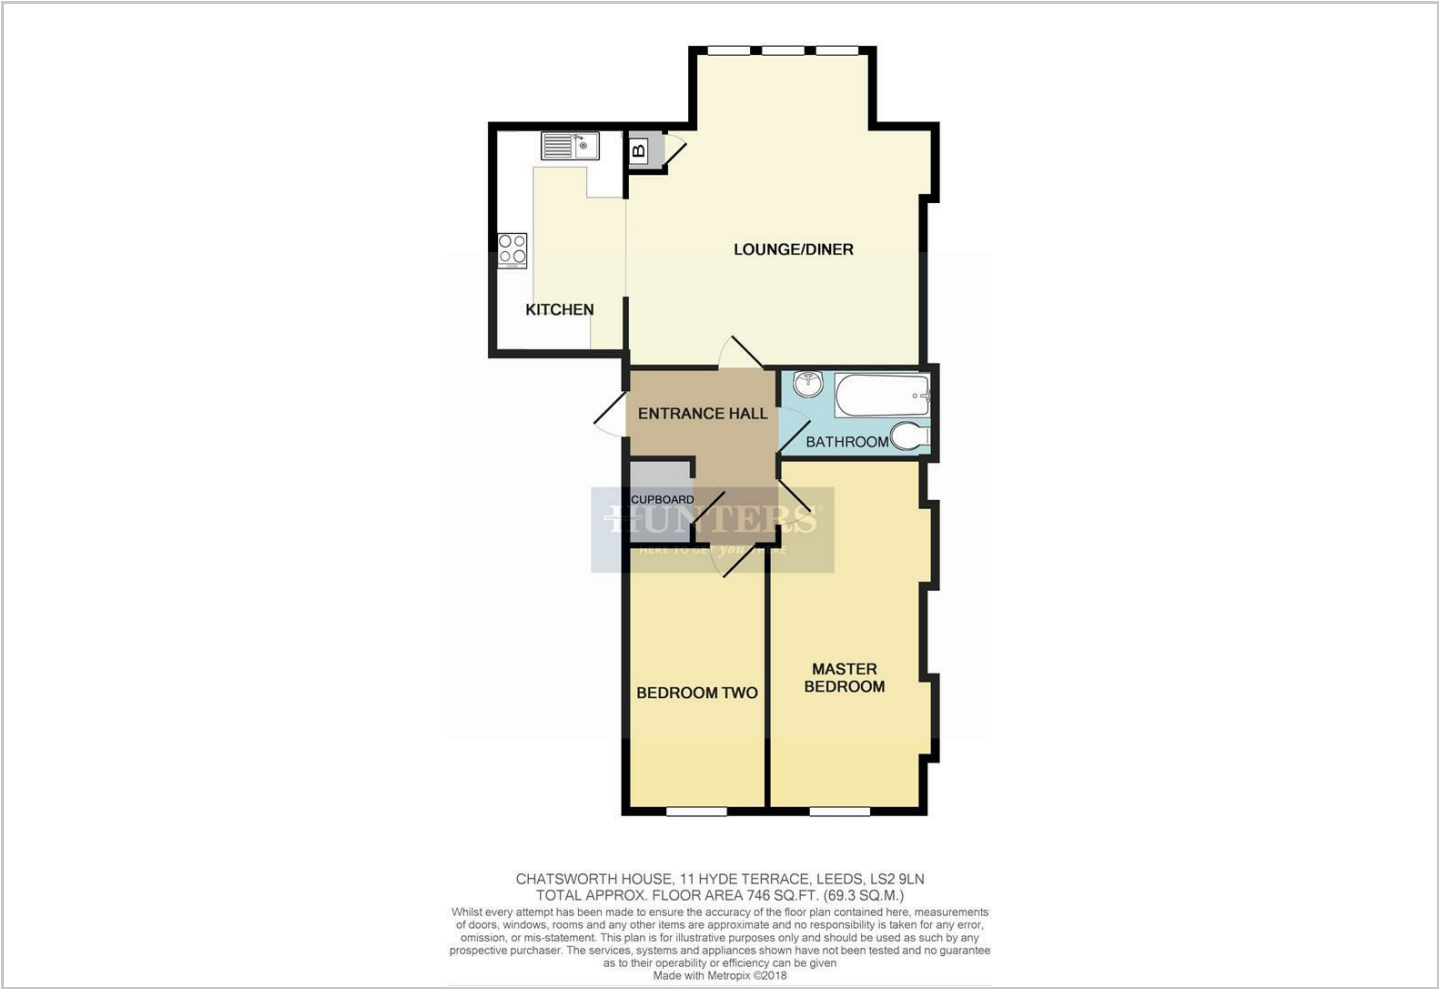 B
LOUNGE/DINER
KITCHEN
ENTRANCE HALL
BATHROOM
CUPBOARD
HUNTERS
HERE TO GET you THERE
MASTER
BEDROOM
BEDROOM TWO
CHATSWORTH HOUSE, 11 HYDE TERRACE, LEEDS, LS2 9LN
TOTAL APPROX. FLOOR AREA 746 SQ.FT. (69.3 SQ.M.)
Whilst every attempt has been made to ensure the accuracy of the floor plan contained here, measurements
of doors, windows, rooms and any other items are approximate and no responsibility is taken for any error,
omission, or mis-statement. This plan is for illustrative purposes only and should be used as such by any
prospective purchaser. The services, systems and appliances shown have not been tested and no guarantee
as to their operability or efficiency can be given
Made with Metropix ©2018